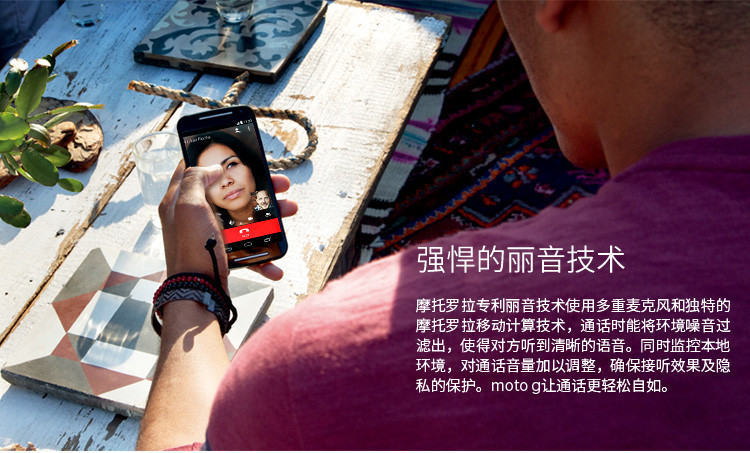 强悍的丽音技术
摩托罗拉专利丽音技术使用多重麦克风和独特的
摩托罗拉移动计算技术，通话时能将环境噪音过
滤出，使得对方听到清晰的语音。同时监控本地
环境，对通话音量加以调整，确保接听效果及隐
私的保护。moto g让通话更轻松自如。